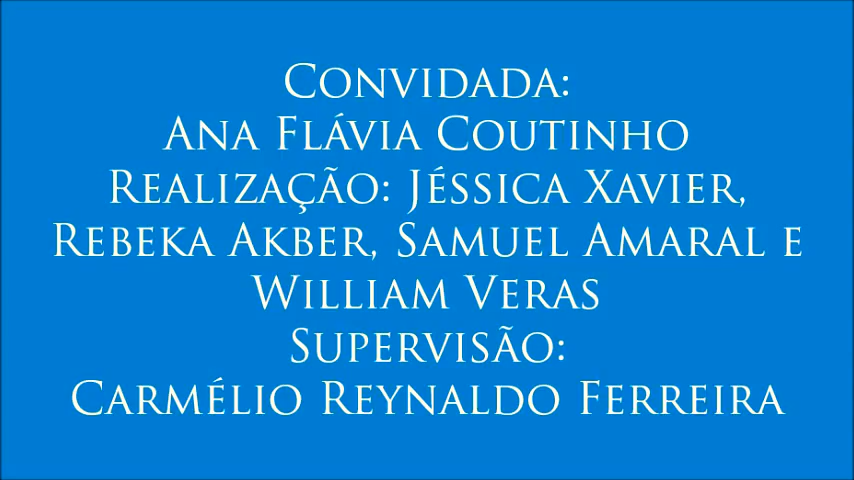 Convidada:
Ana Flávia Coutinho
Realização: Jéssica Xavier,
Rebeka Akber, Samuel Amaral e
William Veras
Supervisão:
Carmélio Reynaldo Ferreira